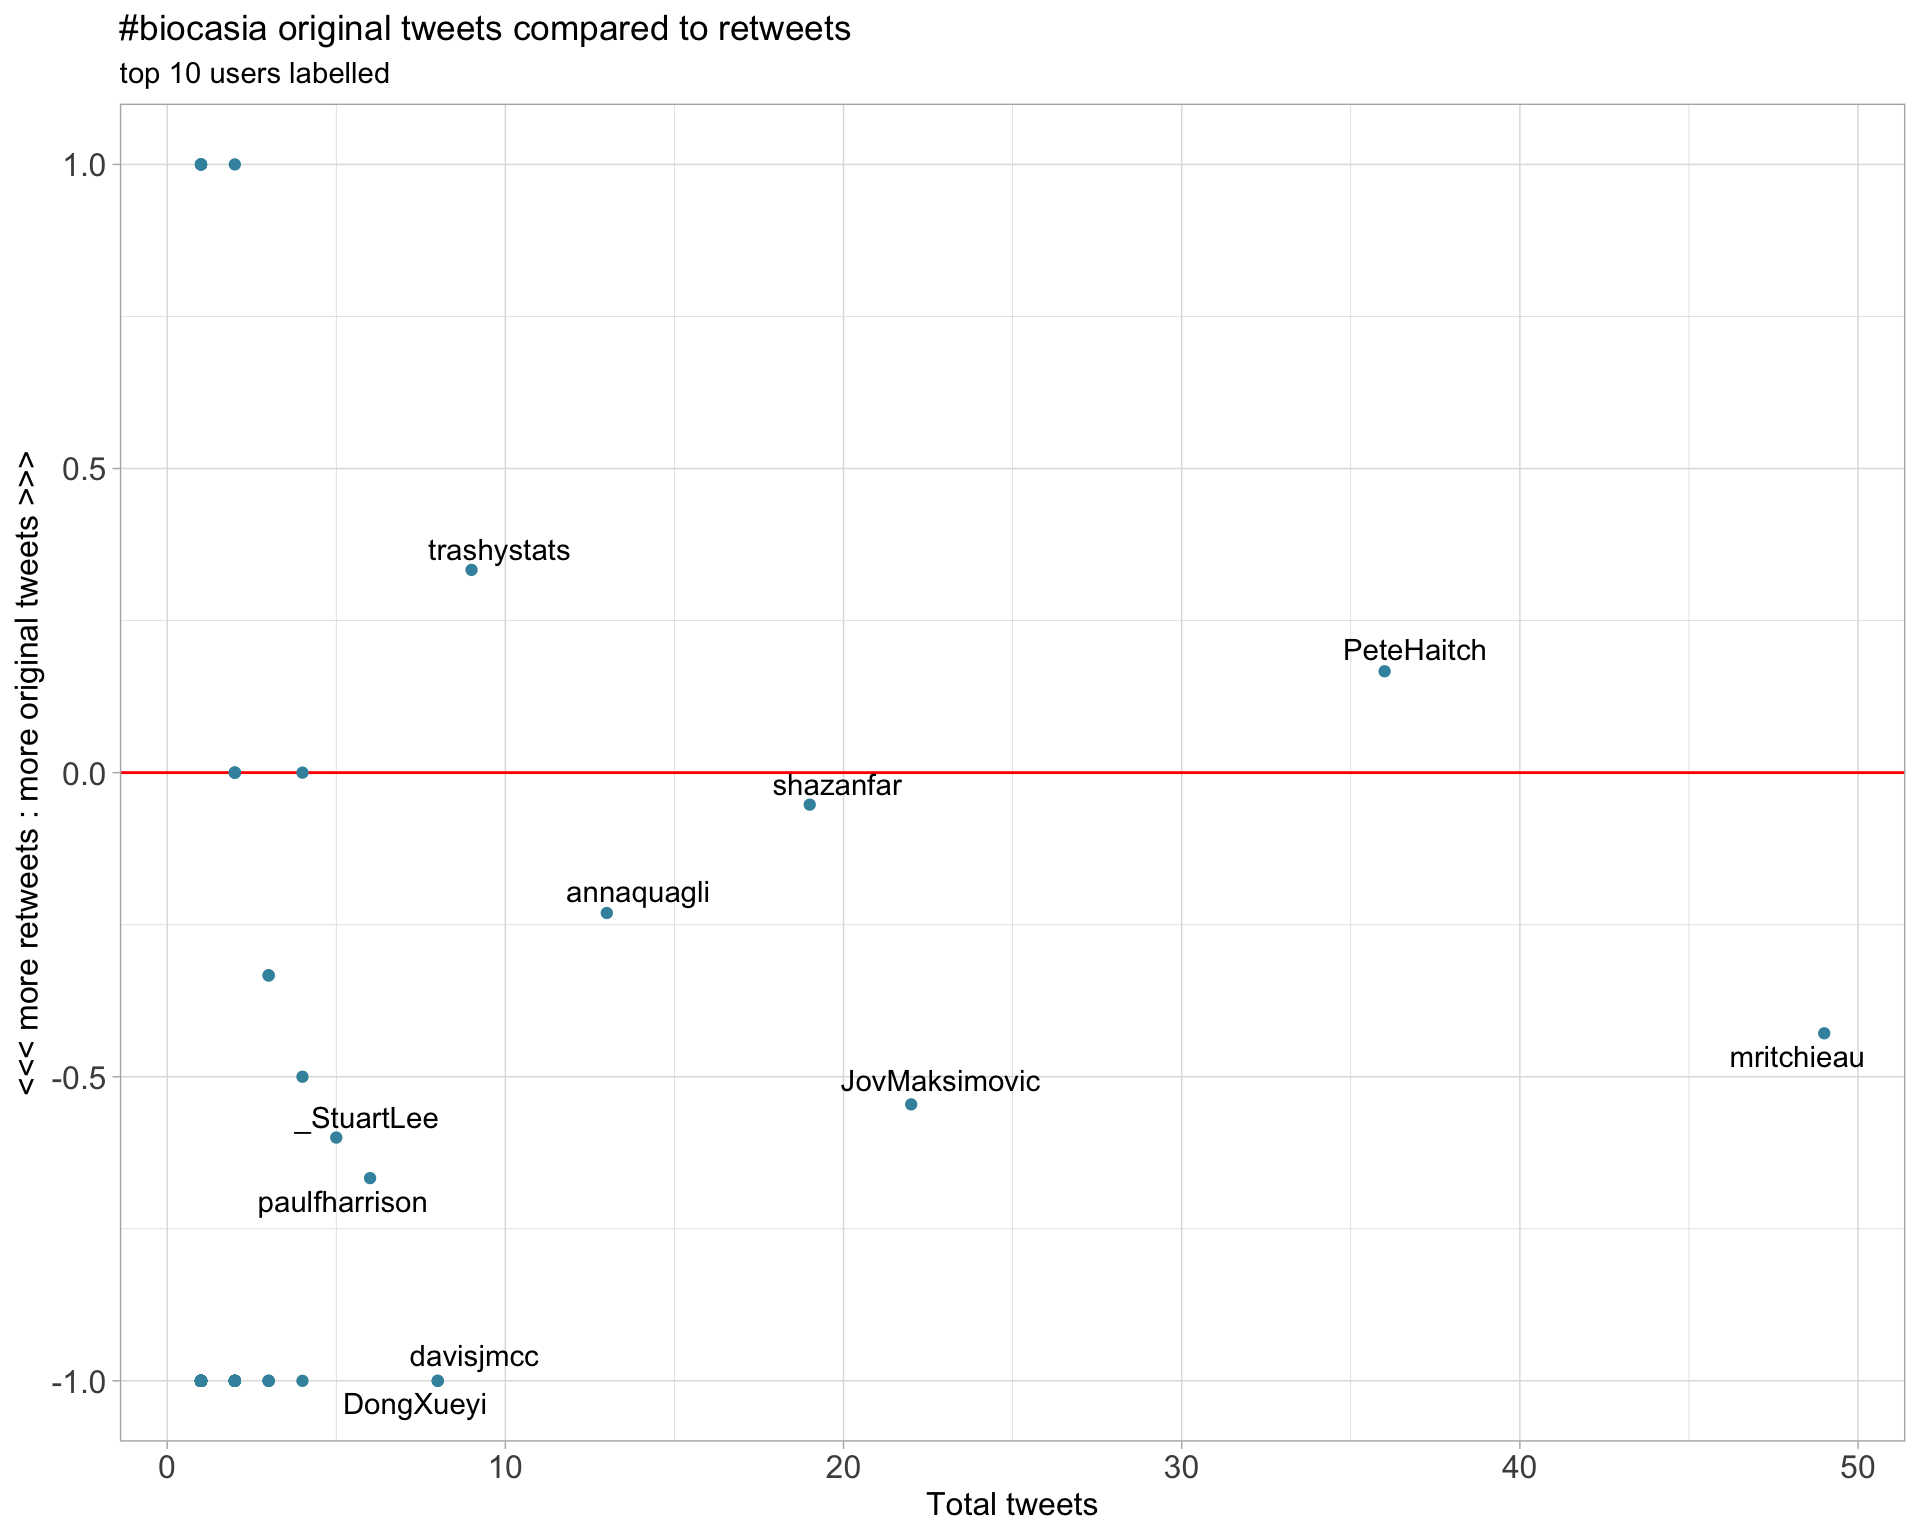 #biocasia original tweets compared to retweets
top 10 users labelled
<<< more retweets : more original tweets >>>
1.0
0.5
0.0
-0.5
-1.0
trashystats
PeteHaitch
shazanfar
annaquagli
mritchieau
JovMaksimovic
_StuartLee
paulfharrison
davisjmcc
DongXueyi
0 10 20 30 40 50
Total tweets